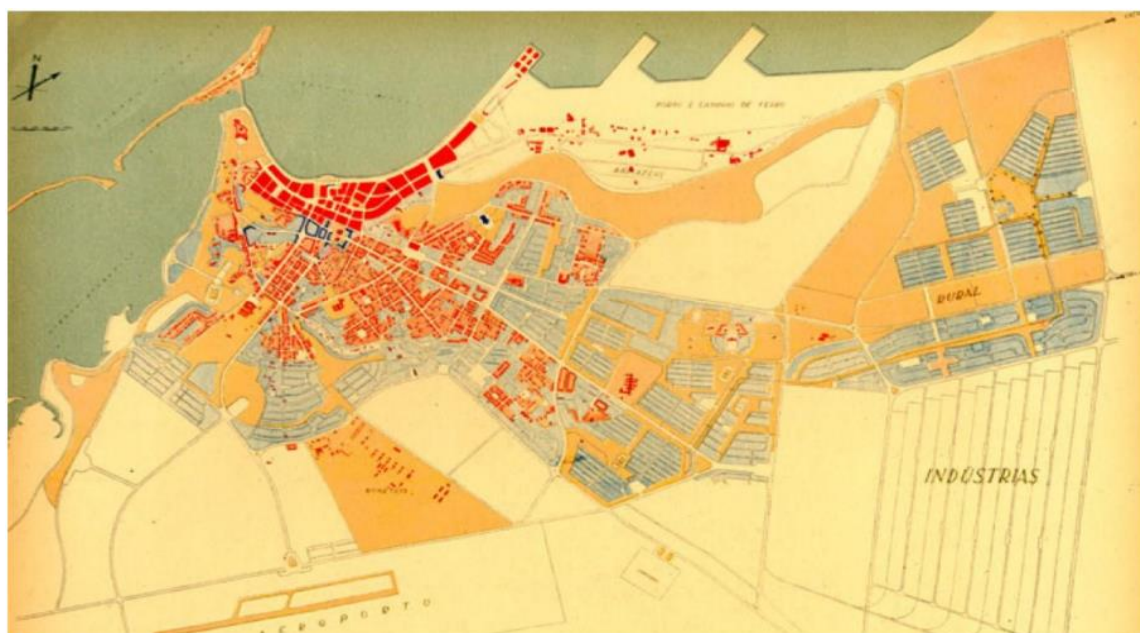 N
PORTO E CAMINHO DE FERRO
ARMAZENS
RURAL
INDÚSTRIAS
AEROPORTO